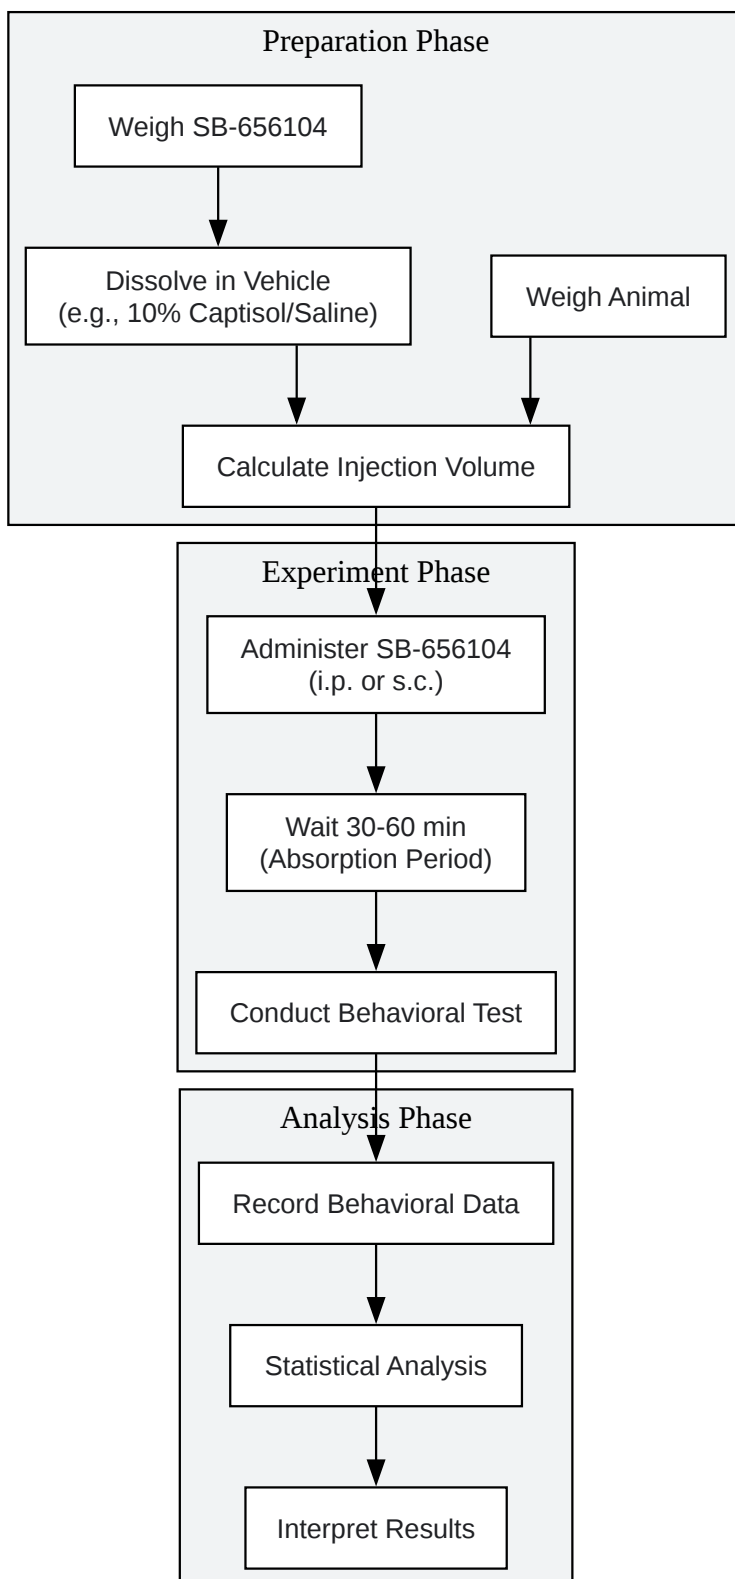 Preparation Phase
Weigh SB-656104
Dissolve in Vehicle
(e.g., 10% Captisol/Saline)
Weigh Animal
Calculate Injection Volume
Experiment Phase
Administer SB-656104
(i.p. or s.c.)
Wait 30-60 min
(Absorption Period)
Conduct Behavioral Test
Analysis Phase
Record Behavioral Data
Statistical Analysis
Interpret Results